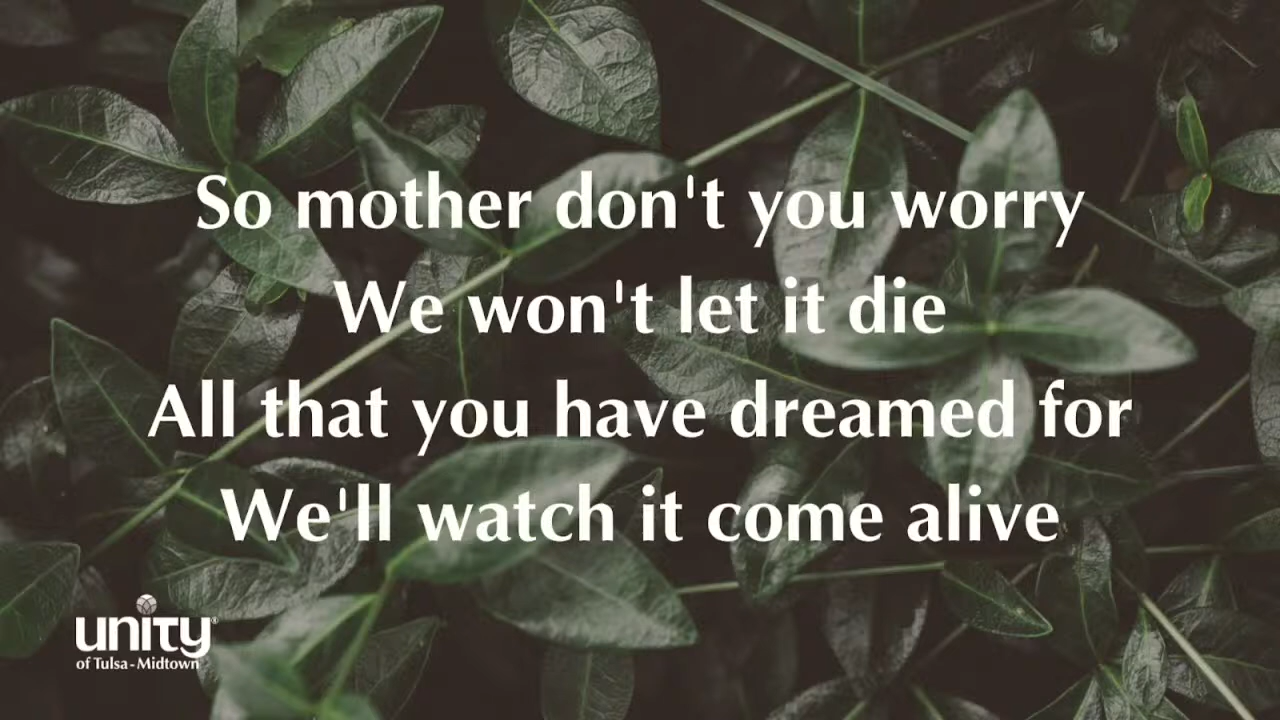 So mother don't you worry
We won't let it die
All that you have dreamed for
We'll watch it come alive
unity®
of Tulsa - Midtown